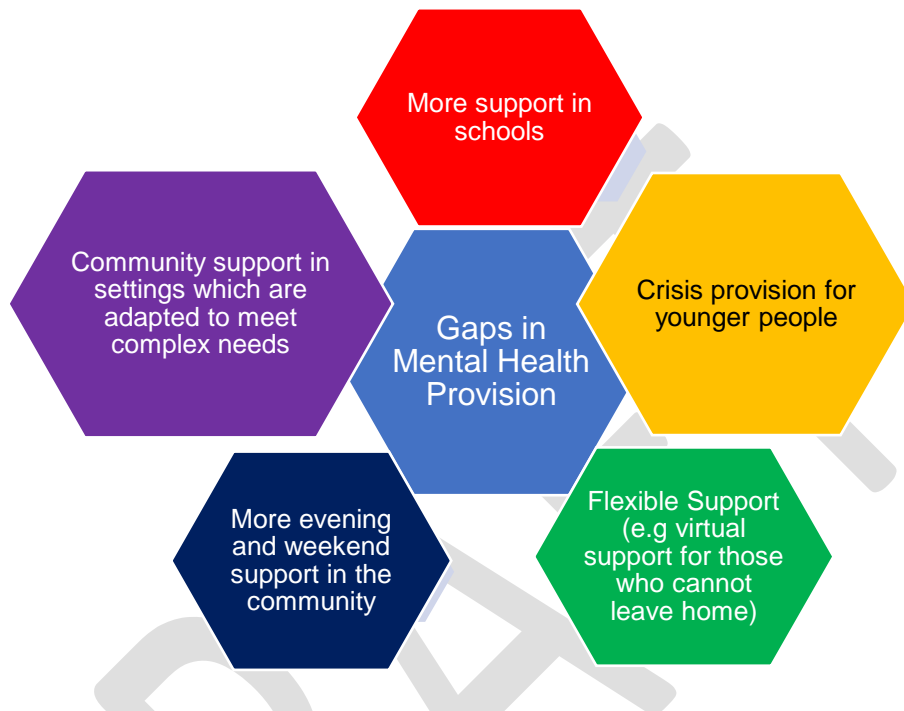 More support in
schools
Community support in
settings which are
adapted to meet
complex needs
Gaps in
Mental Health
Provision
Crisis provision for
younger people
More evening
and weekend
support in the
community
Flexible Support
(e.g virtual
support for those
who cannot
leave home)